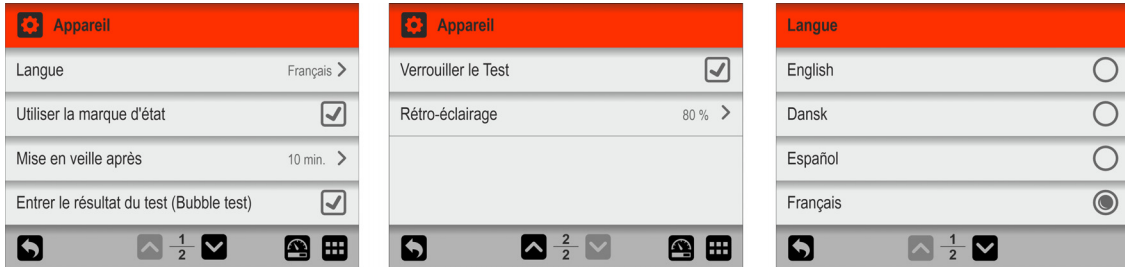 Appareil
Langue Français
Utiliser la marque d'état
Mise en veille après 10 min.
Entrer le résultat du test (Bubble test)
1
2
Appareil
Verrouiller le Test
Rétro-éclairage 80 %
2
2
Langue
English
Dansk
Español
Français
1
2